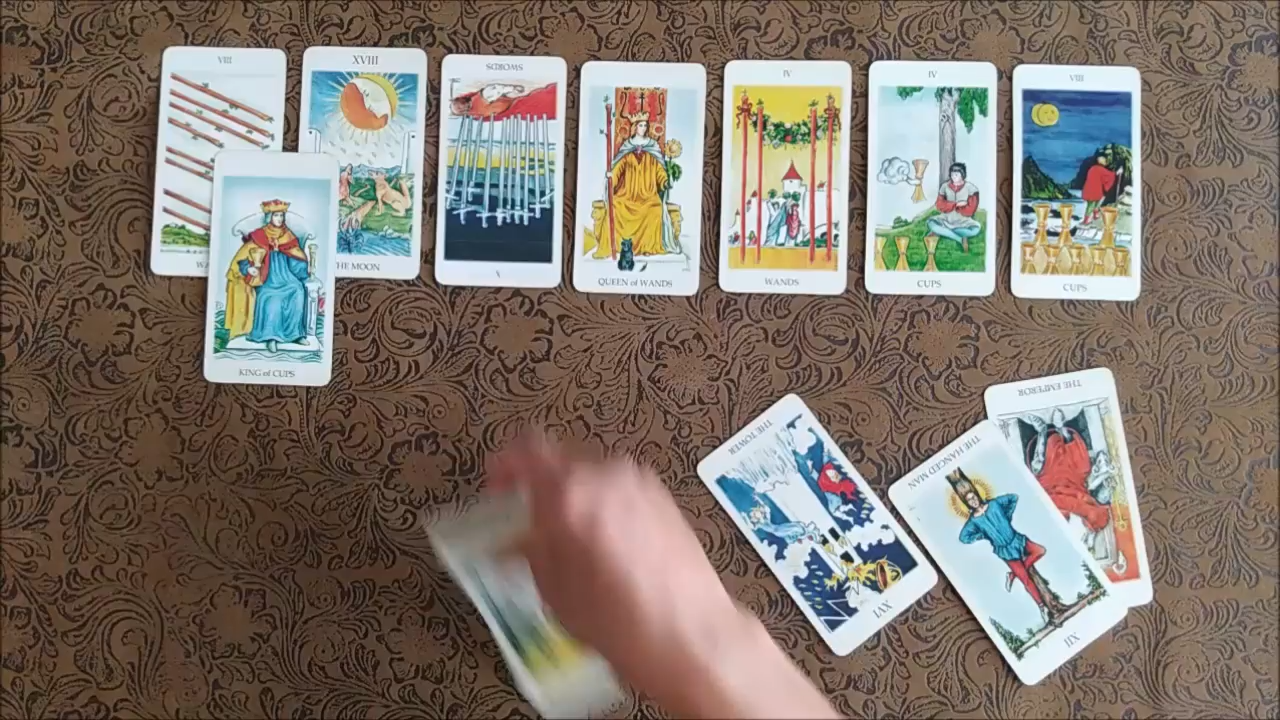 VIII
XVIII
THE MOON
KING of CUPS
SWORDS
QUEEN of WANDS
IV
WANDS
IV
CUPS
VIII
CUPS
THE TOWER
XVI
THE HANGED MAN
XII
THE EMPEROR